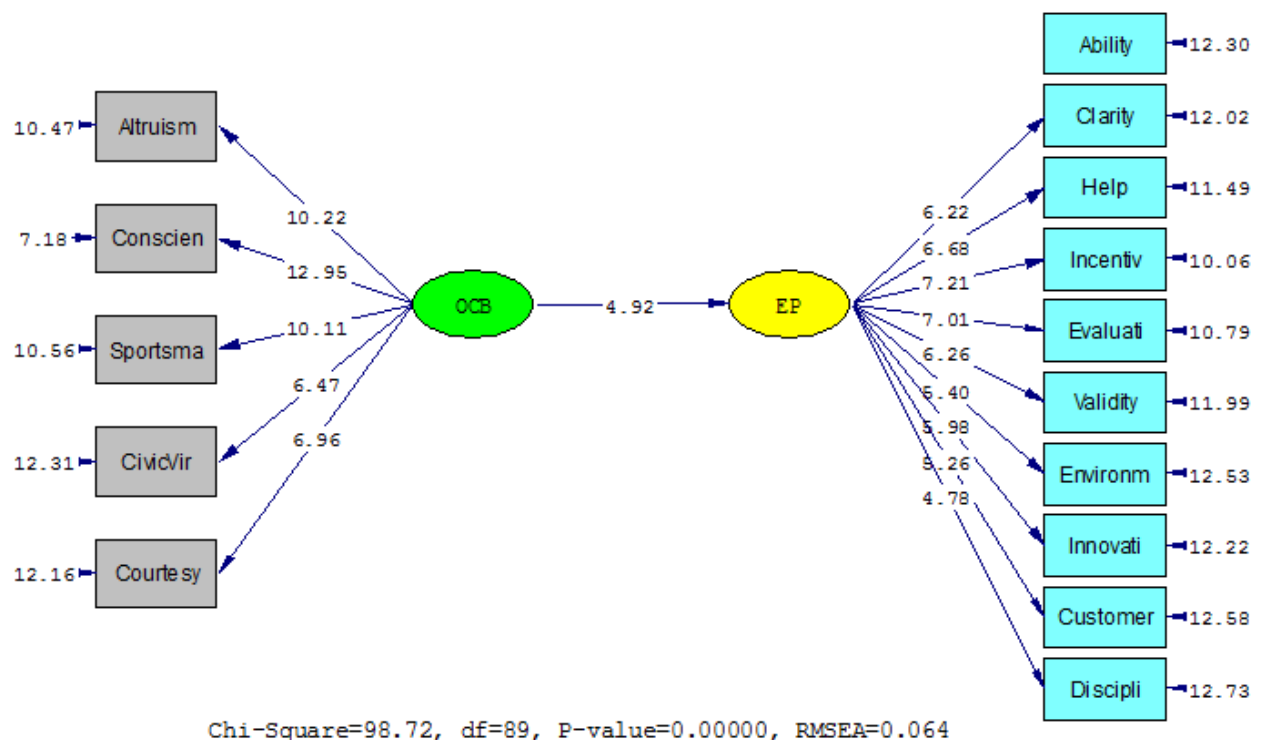 Ability
12.30
10.47
Altruism
Clarity
12.02
10.22
Help
11.49
7.18
Conscien
12.95
6.22
6.68
7.21
Incentiv
10.06
OCB
4.92
EP
10.56
Sportsma
10.11
7.01
Evaluati
10.79
6.47
6.26
Validity
11.99
6.96
5.98
12.31
CivicVir
4.78
Environm
12.53
Innovati
12.22
12.16
Courtesy
Customer
12.58
Discipli
12.73
Chi-Square=98.72, df=89, P-value=0.00000, RMSEA=0.064